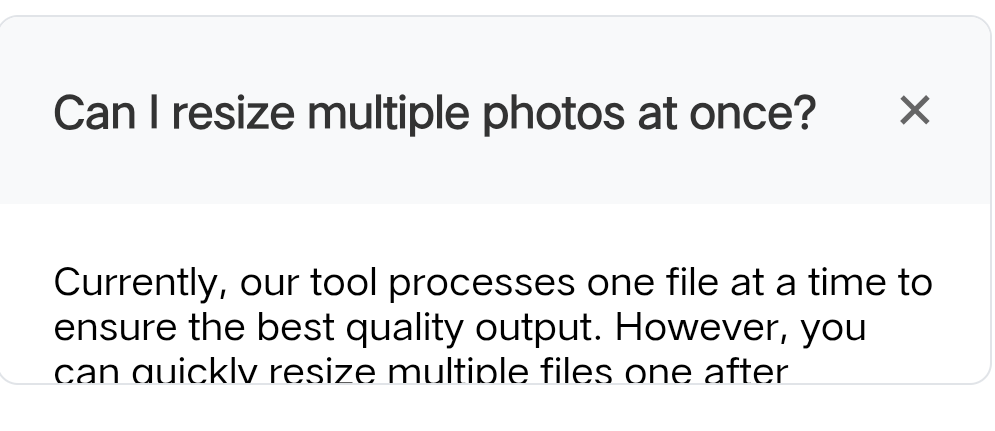 Can I resize multiple photos at once?
Currently, our tool processes one file at a time to
ensure the best quality output. However, you
can quickly resize multiple files one after